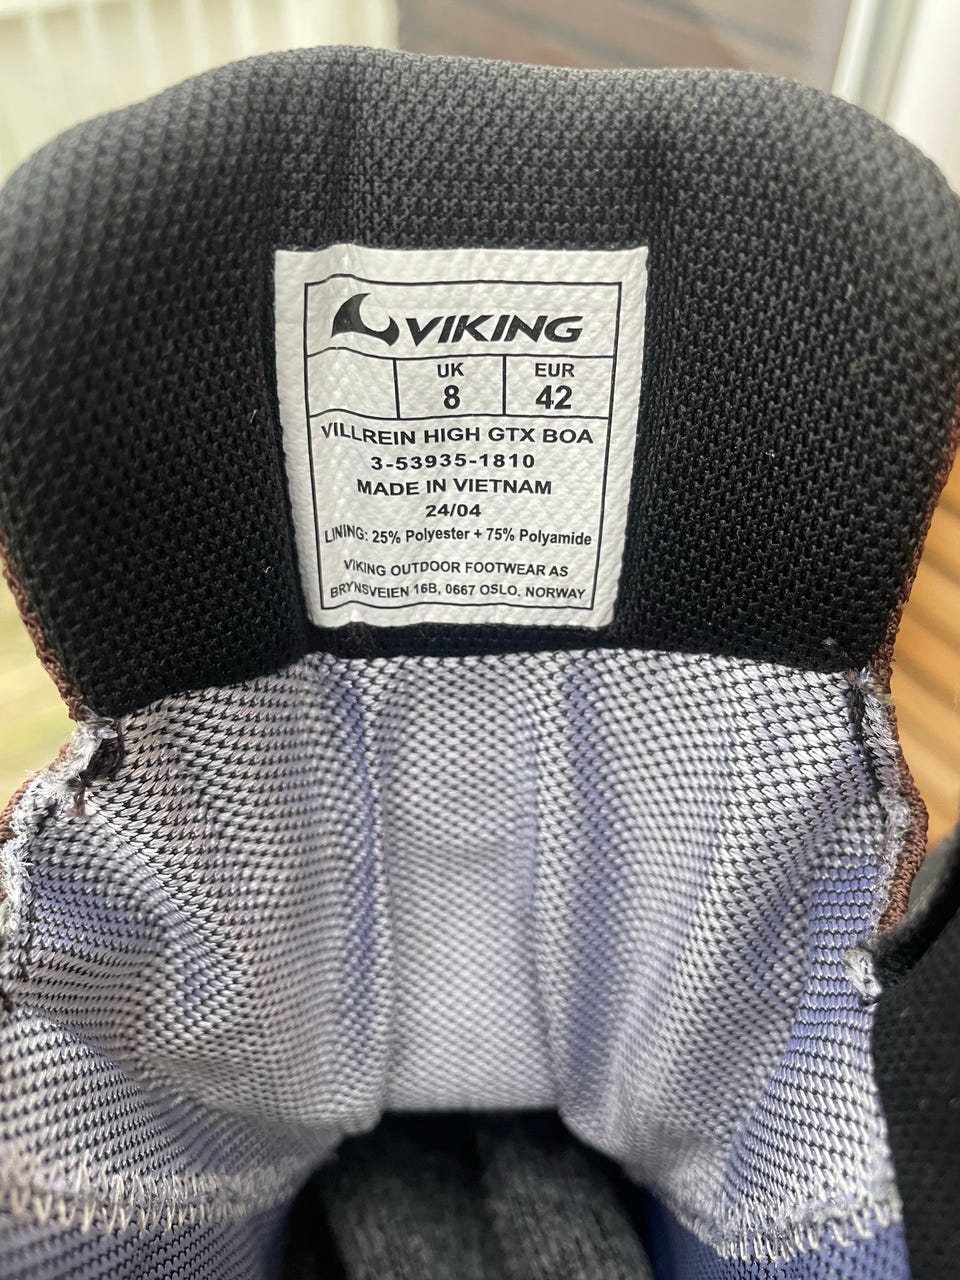 VIKING
UK EUR
8 42
VILLREIN HIGH GTX BOA
3-53935-1810
MADE IN VIETNAM
24/04
LINING: 25% Polyester + 75% Polyamide
VIKING OUTDOOR FOOTWEAR AS
BRYNSVEIEN 16B, 0667 OSLO. NORWAY